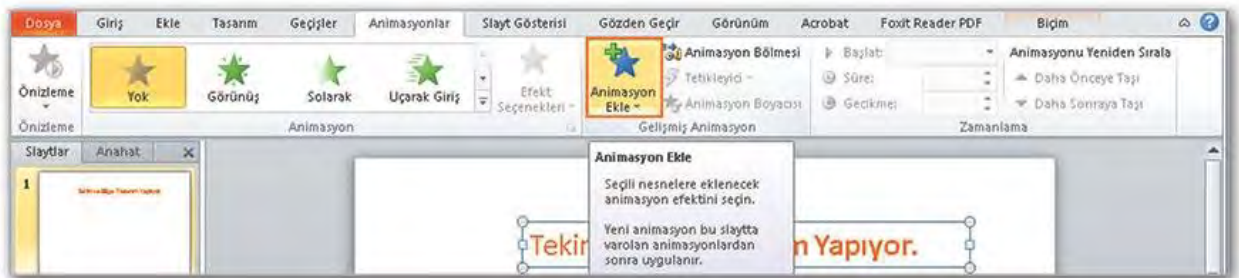 Dosya Giriş Ekle Tasarım Geçişler Animasyonlar Slayt Gösterisi Gözden Geçir Görünüm Acrobat Foxit Reader PDF Biçim
Önizleme
Yok
Görünüş
Solarak
Uçarak Giriş
Efekt
Seçenekleri
Animasyon
Ekle
Animasyon Bölmesi
Tetikleyici
Animasyon Boyacısı
Başlat:
Süre:
Gecikme:
Animasyonu Yeniden Sırala
Daha Önceye Taşı
Daha Sonraya Taşı
Önizleme Animasyon Gelişmiş Animasyon Zamanlama
Slaytlar Anahat
1
Animasyon Ekle
Seçili nesnelere eklenecek
animasyon efektini seçin.
Yeni animasyon bu slaytta
varolan animasyonlardan
sonra uygulanır.
Tekin Yapıyor.